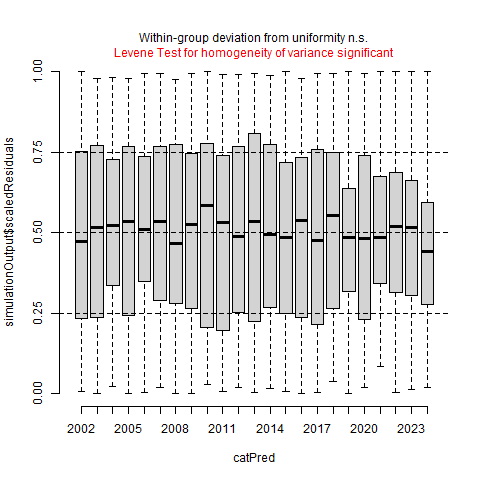 Within-group deviation from uniformity n.s.
Levene Test for homogeneity of variance significant
simulationOutput$scaledResiduals
1.00
0.75
0.50
0.25
0.00
2002 2005 2008 2011 2014 2017 2020 2023
catPred